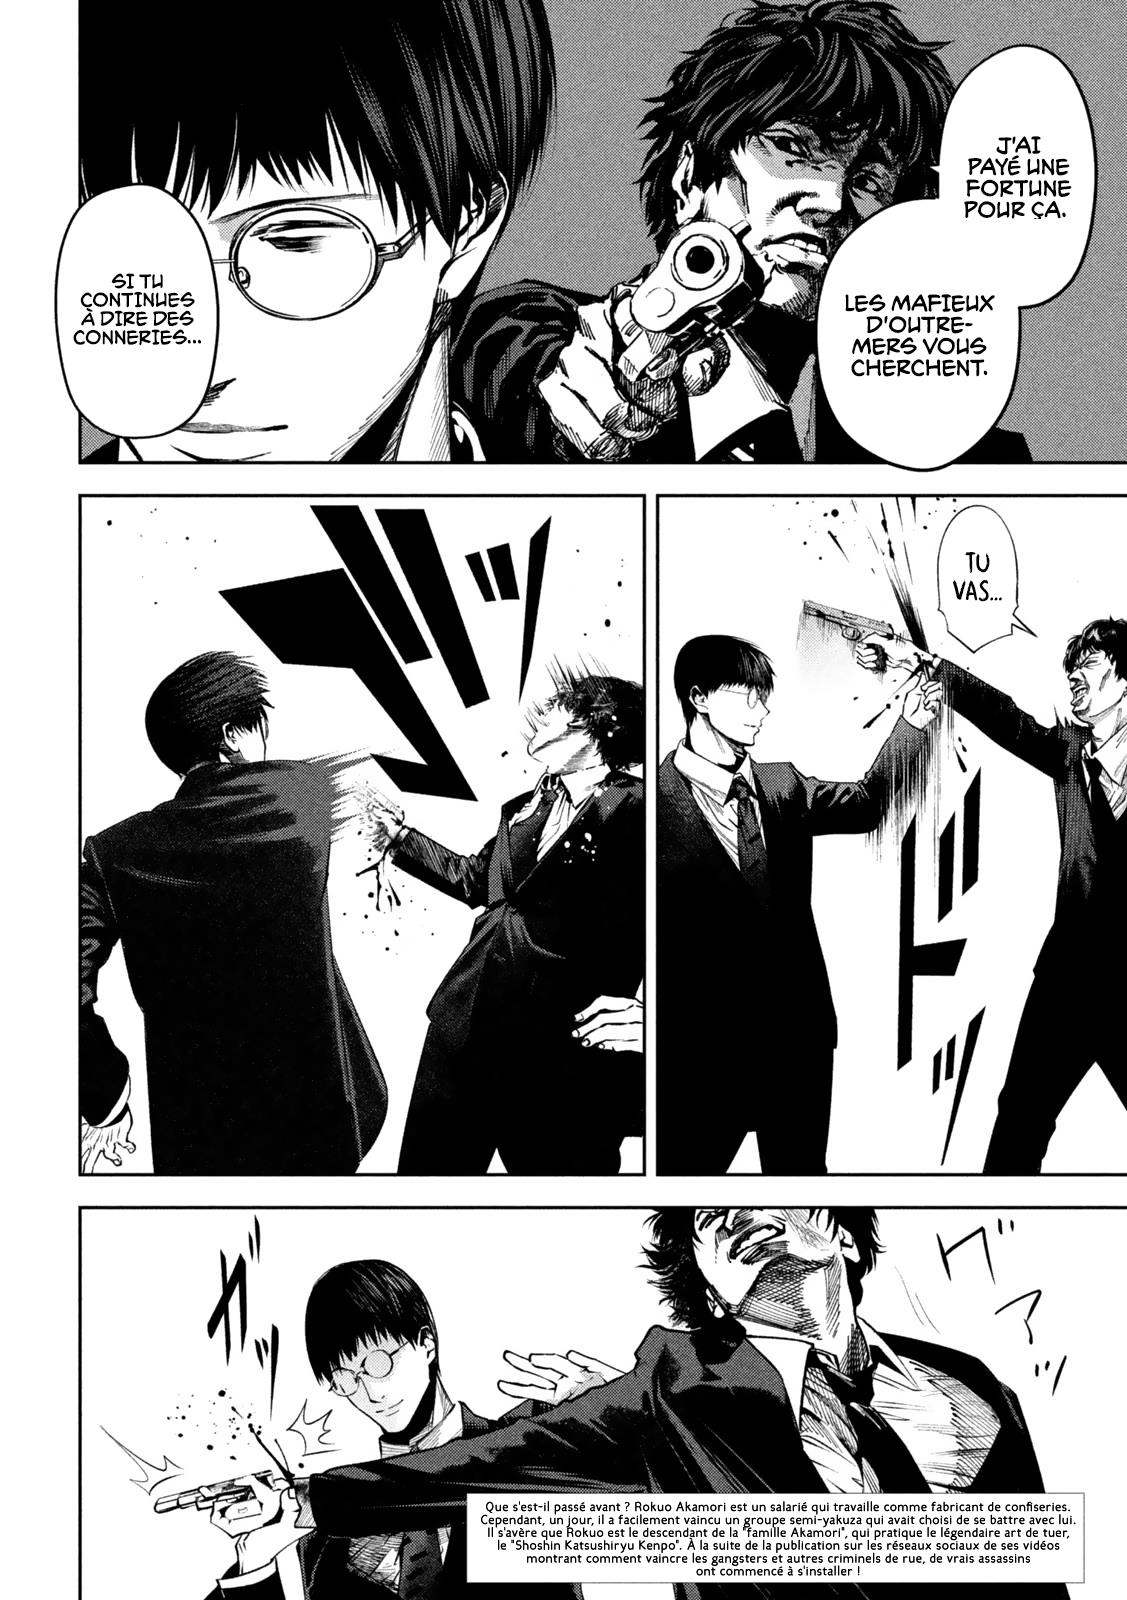 J'AI
PAYÉ UNE
FORTUNE
POUR ÇA.
LES MAFIEUX
D'OUTRE-
MERS VOUS
CHERCHENT.
SI TU
CONTINUES
À DIRE DES
CONNERIES...
TU
VAS...
Que s'est-il passé avant ? Rokuo Akamori est un salarié qui travaille comme fabricant de confiseries.
Cependant, un jour, il a facilement vaincu un groupe semi-yakuza qui avait choisi de se battre avec lui.
Il s'avère que Rokuo est le descendant de la "famille Akamori", qui pratique le légendaire art de tuer,
le "Shoshin Katsushiryu Kenpo". À la suite de la publication sur les réseaux sociaux de ses vidéos
montrant comment vaincre les gangsters et autres criminels de rue, de vrais assassins
ont commencé à s'installer !